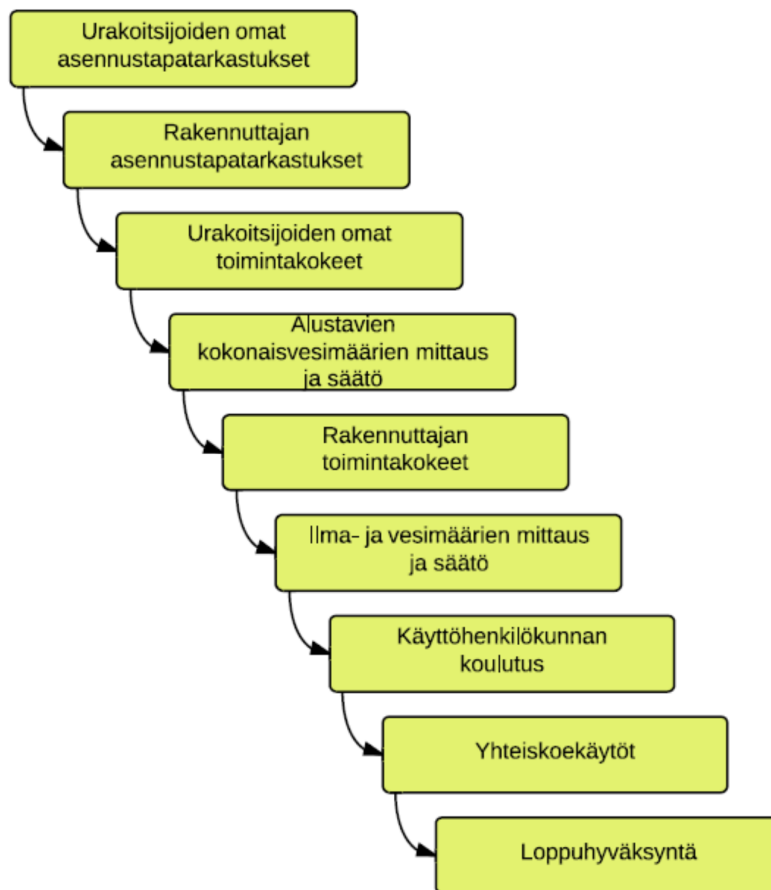 Urakoitsijoiden omat
asennustapatarkastukset
Rakennuttajan
asennustapatarkastukset
Urakoitsijoiden omat
toimintakokeet
Alustavien
kokonaisvesimäärien mittaus
ja säätö
Rakennuttajan
toimintakokeet
Ilma- ja vesimäärien mittaus
ja säätö
Käyttöhenkilökunnan
koulutus
Yhteiskoekäytöt
Loppuhyväksyntä